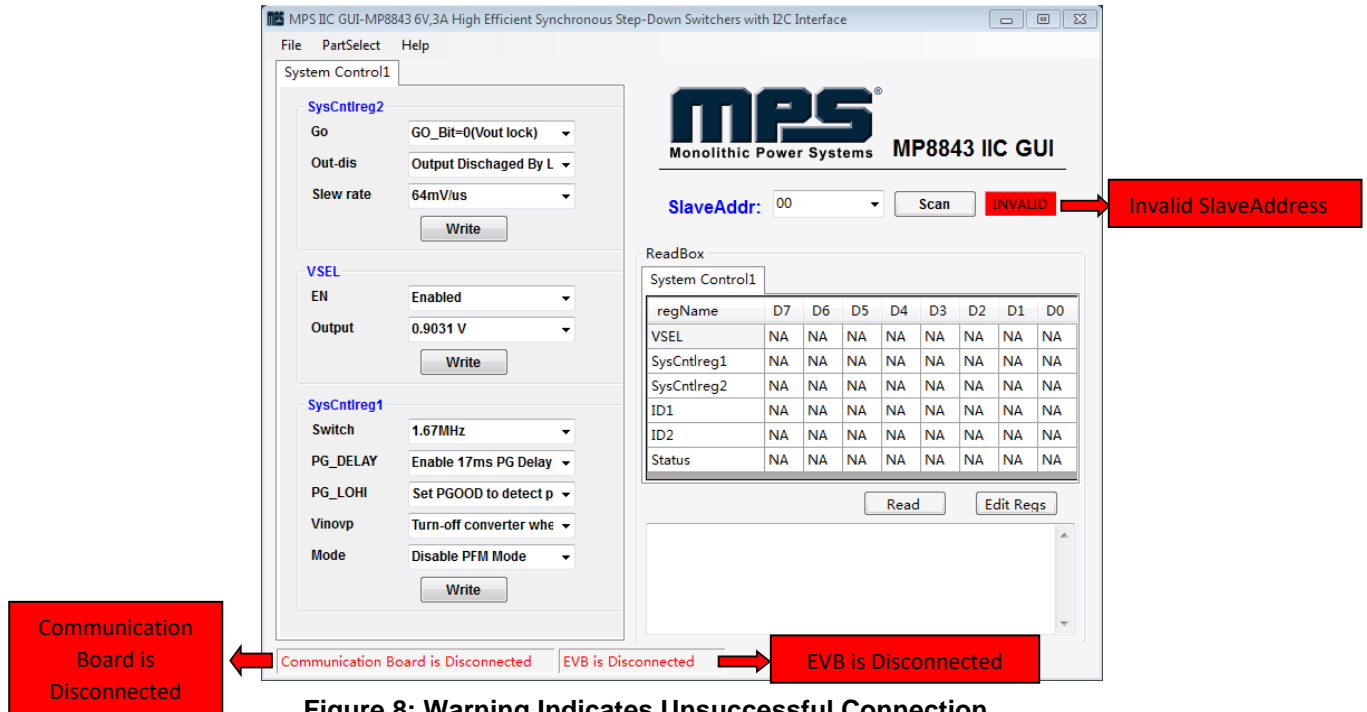 MPS IIC GUI-MP8843 6V,3A High Efficient Synchronous Step-Down Switchers with I2C Interface
File PartSelect Help
System Control1
SysCntlreg2
Go GO_Bit=0(Vout lock)
Out-dis Output Dischaged By L
Slew rate 64mV/us
Write
VSEL
EN Enabled
Output 0.9031 V
Write
SysCntlreg1
Switch 1.67MHz
PG_DELAY Enable 17ms PG Delay
PG_LOHI Set PGOOD to detect p
Vinovp Turn-off converter whe
Mode Disable PFM Mode
Write
mps®
Monolithic Power Systems MP8843 IIC GUI
SlaveAddr: 00 Scan INVALID
Invalid SlaveAddress
ReadBox
System Control1
regName D7 D6 D5 D4 D3 D2 D1 D0
VSEL NA NA NA NA NA NA NA NA
SysCntlreg1 NA NA NA NA NA NA NA NA
SysCntlreg2 NA NA NA NA NA NA NA NA
ID1 NA NA NA NA NA NA NA NA
ID2 NA NA NA NA NA NA NA NA
Status NA NA NA NA NA NA NA NA
Read Edit Regs
Communication
Board is
Disconnected
Communication Board is Disconnected EVB is Disconnected
EVB is Disconnected
Figure 8: Warning Indicates Unsuccessful Connection